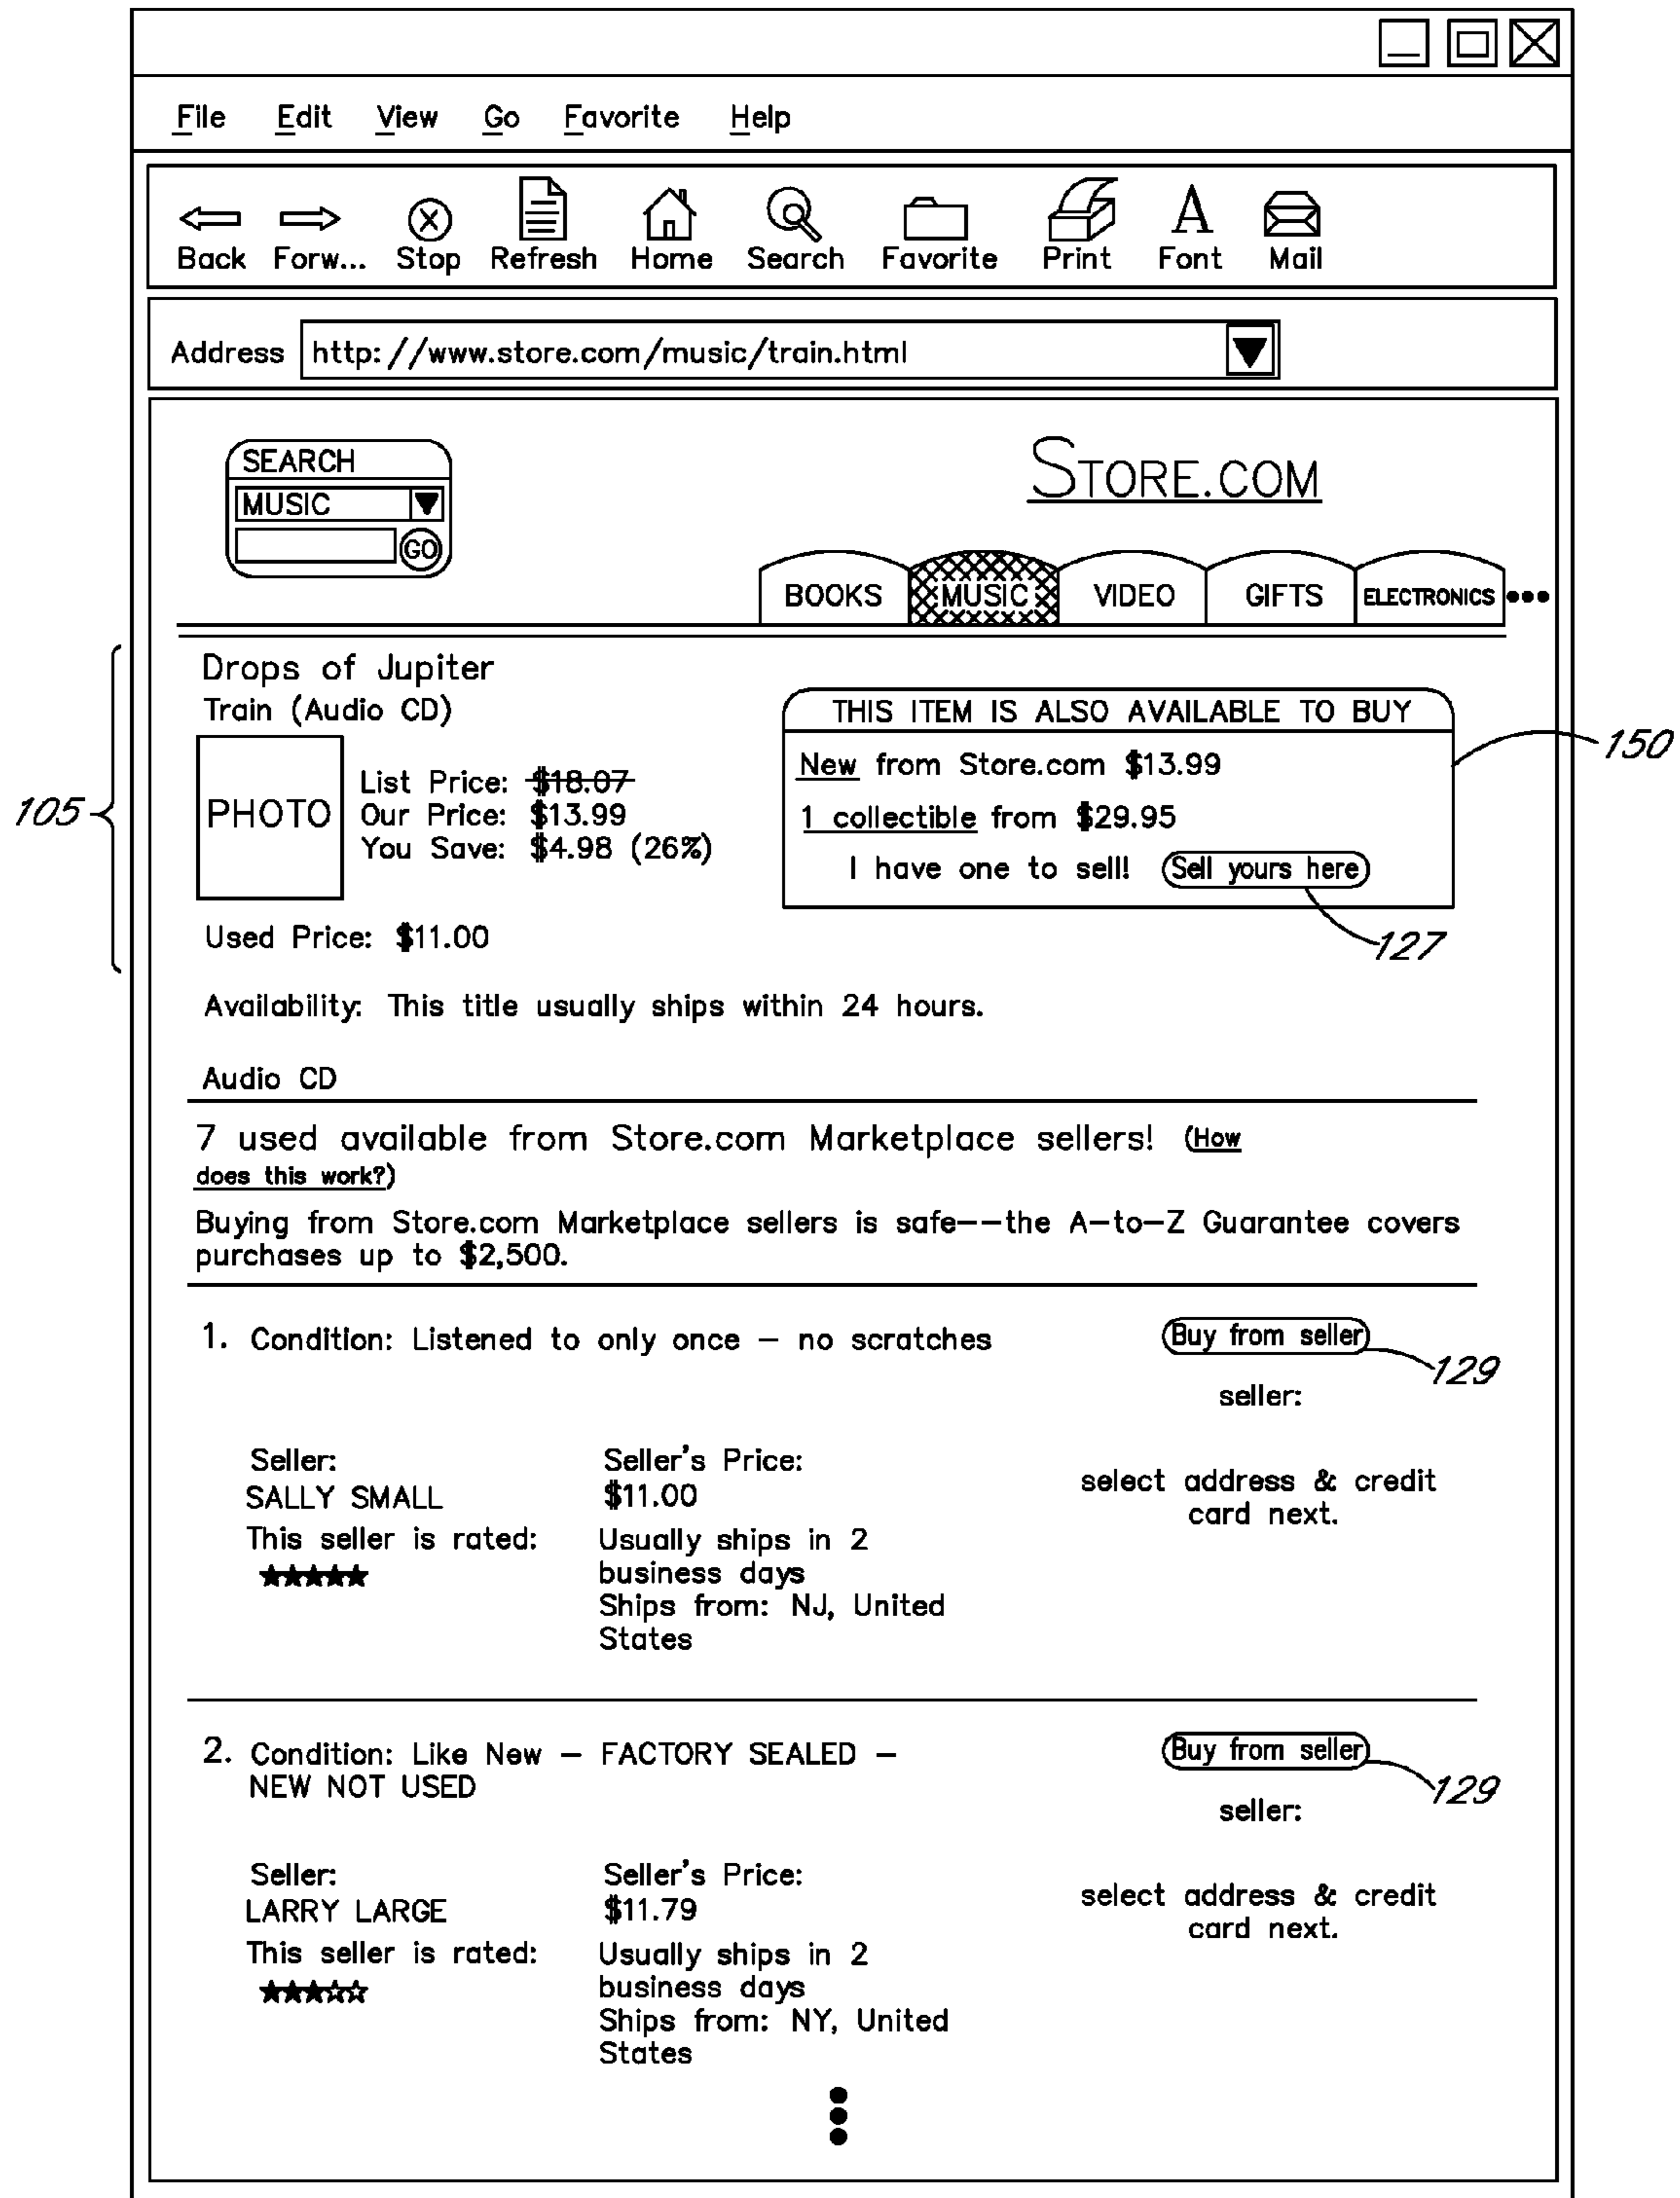 File Edit View Go Favorite Help
Back Forw... Stop Refresh Home Search Favorite Print A Font Mail
Address http://www.store.com/music/train.html
SEARCH
MUSIC
GO
STORE.COM
BOOKS MUSIC VIDEO GIFTS ELECTRONICS •••
105
Drops of Jupiter
Train (Audio CD)
PHOTO
List Price: $18.07
Our Price: $13.99
You Save: $4.98 (26%)
Used Price: $11.00
THIS ITEM IS ALSO AVAILABLE TO BUY
150
New from Store.com $13.99
1 collectible from $29.95
I have one to sell! Sell yours here
127
Availability: This title usually ships within 24 hours.
Audio CD
7 used available from Store.com Marketplace sellers! (How
does this work?)
Buying from Store.com Marketplace sellers is safe--the A-to-Z Guarantee covers
purchases up to $2,500.
1. Condition: Listened to only once – no scratches
Buy from seller
129
seller:
Seller:
SALLY SMALL
This seller is rated:
★★★★★
Seller's Price:
$11.00
Usually ships in 2
business days
Ships from: NJ, United
States
select address & credit
card next.
2. Condition: Like New – FACTORY SEALED –
NEW NOT USED
Buy from seller
129
seller:
Seller:
LARRY LARGE
This seller is rated:
★★★☆☆
Seller's Price:
$11.79
Usually ships in 2
business days
Ships from: NY, United
States
select address & credit
card next.